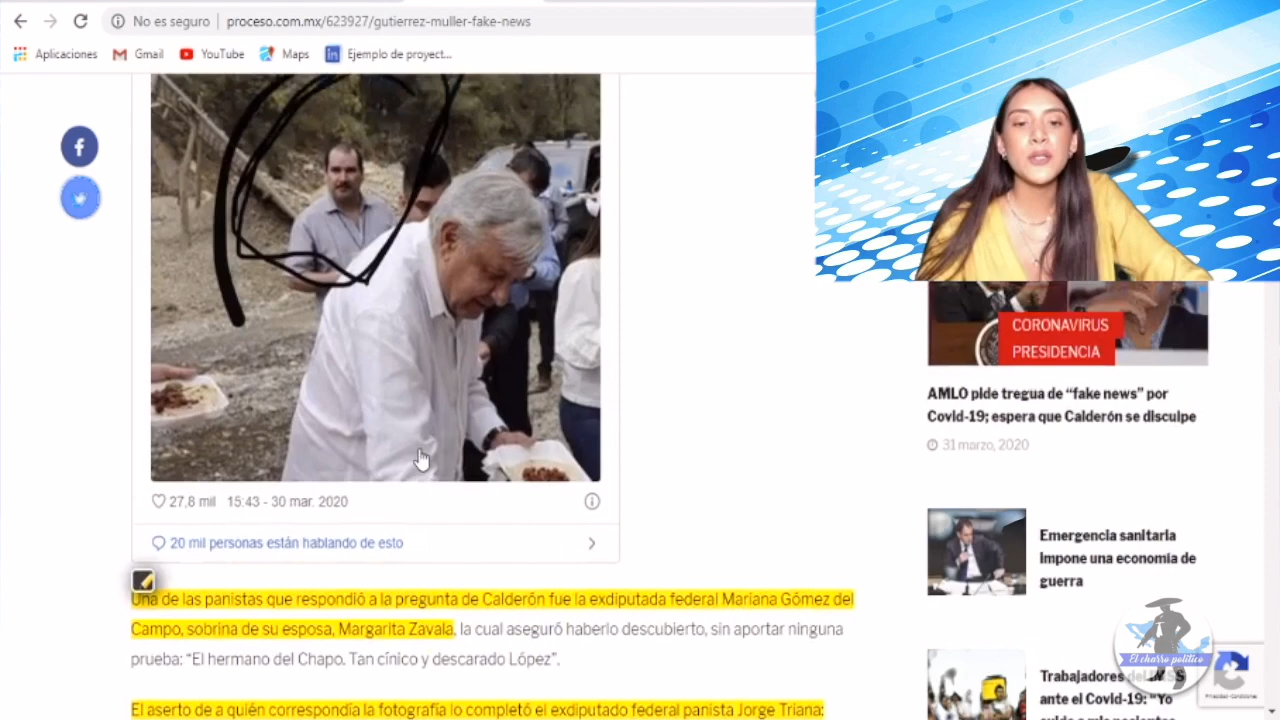 No es seguro
proceso.com.mx/623927/gutierrez-muller-fake-news
Aplicaciones
Gmail
YouTube
Maps
Ejemplo de proyect...
27,8 mil 15:43 - 30 mar. 2020
20 mil personas están hablando de esto
Una de las panistas que respondió a la pregunta de Calderón fue la exdiputada federal Mariana Gómez del
Campo, sobrina de su esposa, Margarita Zavala, la cual aseguró haberlo descubierto, sin aportar ninguna
prueba: “El hermano del Chapo. Tan cínico y descarado López”.
El aserto de a quién correspondía la fotografía lo completó el exdiputado federal panista Jorge Triana:
CORONAVIRUS
PRESIDENCIA
AMLO pide tregua de “fake news” por
Covid-19; espera que Calderón se disculpe
31 marzo, 2020
Emergencia sanitaria
impone una economía de
guerra
Trabajadores del IMSS
ante el Covid-19: “Yo
El charro político